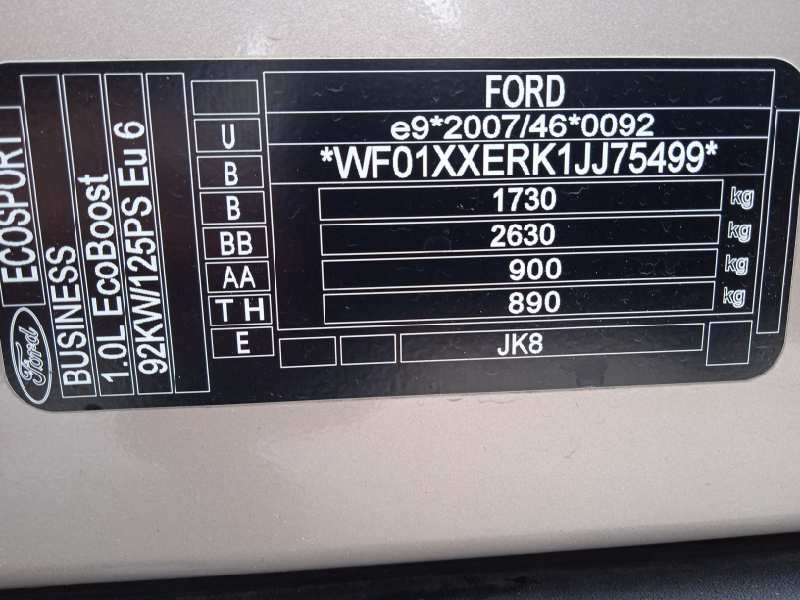 FORD
e9*2007/46*0092
*WF01XXERK1JJ75499*
1730 kg
2630 kg
900 kg
890 kg
JK8
U
B
B
BB
AA
TH
E
ECOSPORT
BUSINESS
1.0L EcoBoost
92KW/125PS Eu 6
Ford